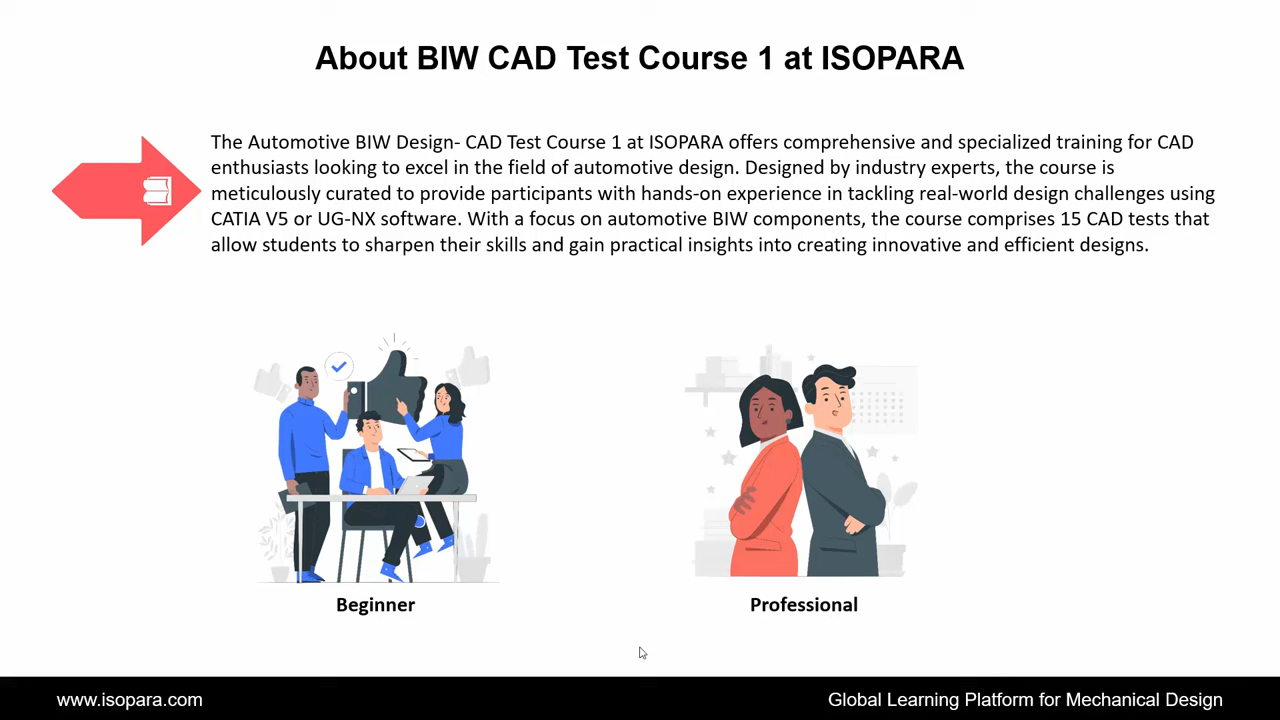 About BIW CAD Test Course 1 at ISOPARA
The Automotive BIW Design- CAD Test Course 1 at ISOPARA offers comprehensive and specialized training for CAD
enthusiasts looking to excel in the field of automotive design. Designed by industry experts, the course is
meticulously curated to provide participants with hands-on experience in tackling real-world design challenges using
CATIA V5 or UG-NX software. With a focus on automotive BIW components, the course comprises 15 CAD tests that
allow students to sharpen their skills and gain practical insights into creating innovative and efficient designs.
Beginner
Professional
www.isopara.com
Global Learning Platform for Mechanical Design